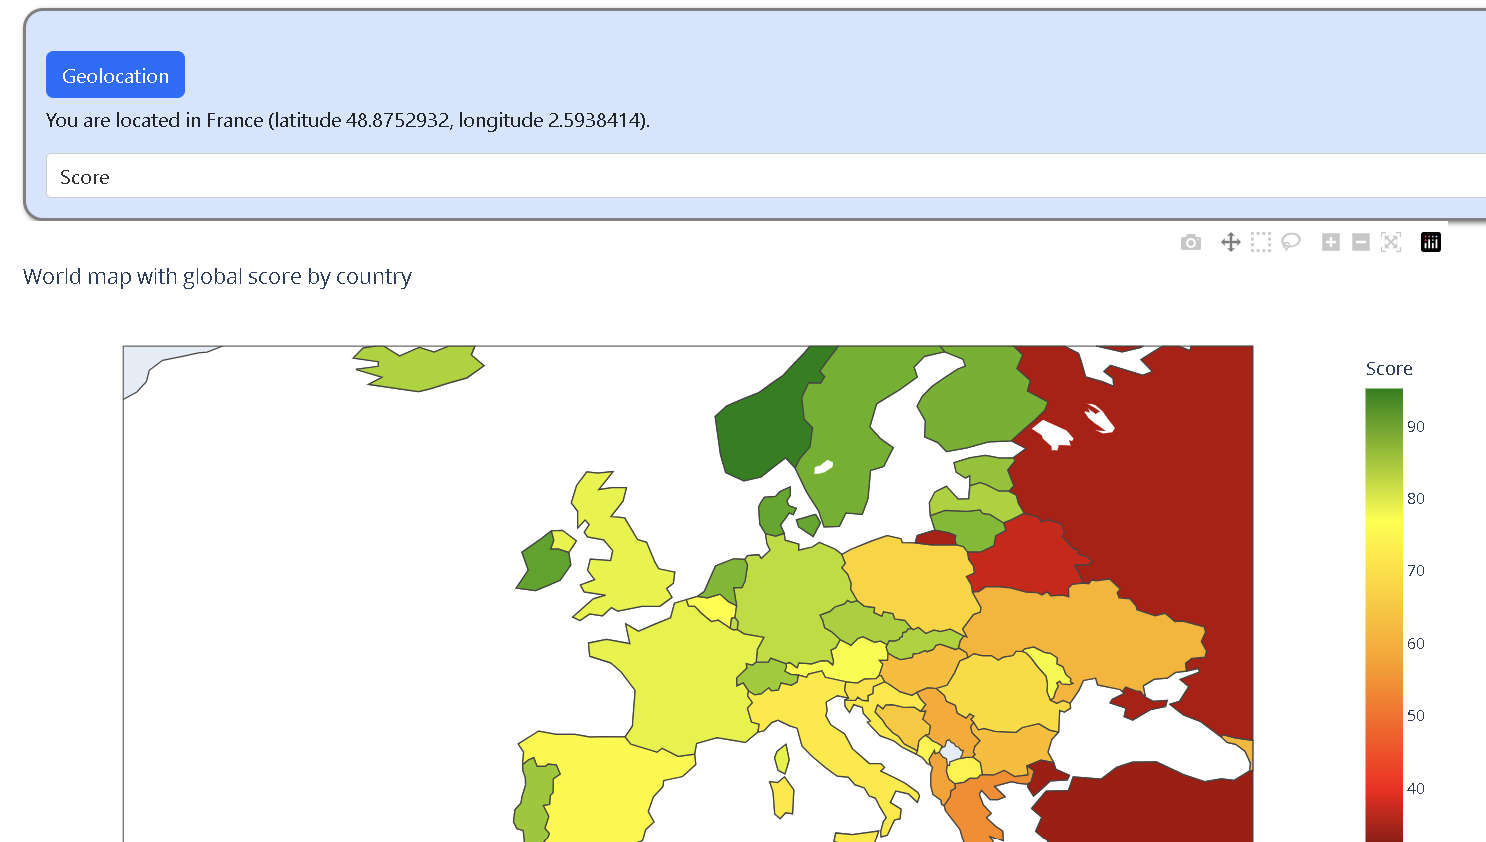 Geolocation
You are located in France (latitude 48.8752932, longitude 2.5938414).
Score
World map with global score by country
Score
90
80
70
60
50
40